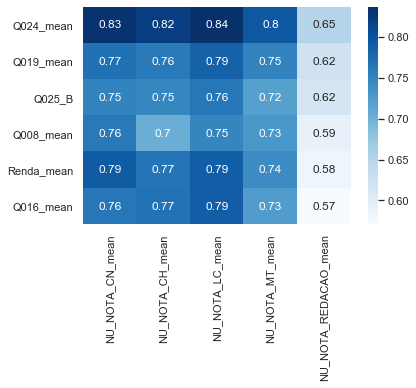 Q024_mean 0.83 0.82 0.84 0.8 0.65
Q019_mean 0.77 0.76 0.79 0.75 0.62
Q025_B 0.75 0.75 0.76 0.72 0.62
Q008_mean 0.76 0.7 0.75 0.73 0.59
Renda_mean 0.79 0.77 0.79 0.74 0.58
Q016_mean 0.76 0.77 0.79 0.73 0.57
NU_NOTA_CN_mean
NU_NOTA_CH_mean
NU_NOTA_LC_mean
NU_NOTA_MT_mean
NU_NOTA_REDACAO_mean
0.80
0.75
0.70
0.65
0.60